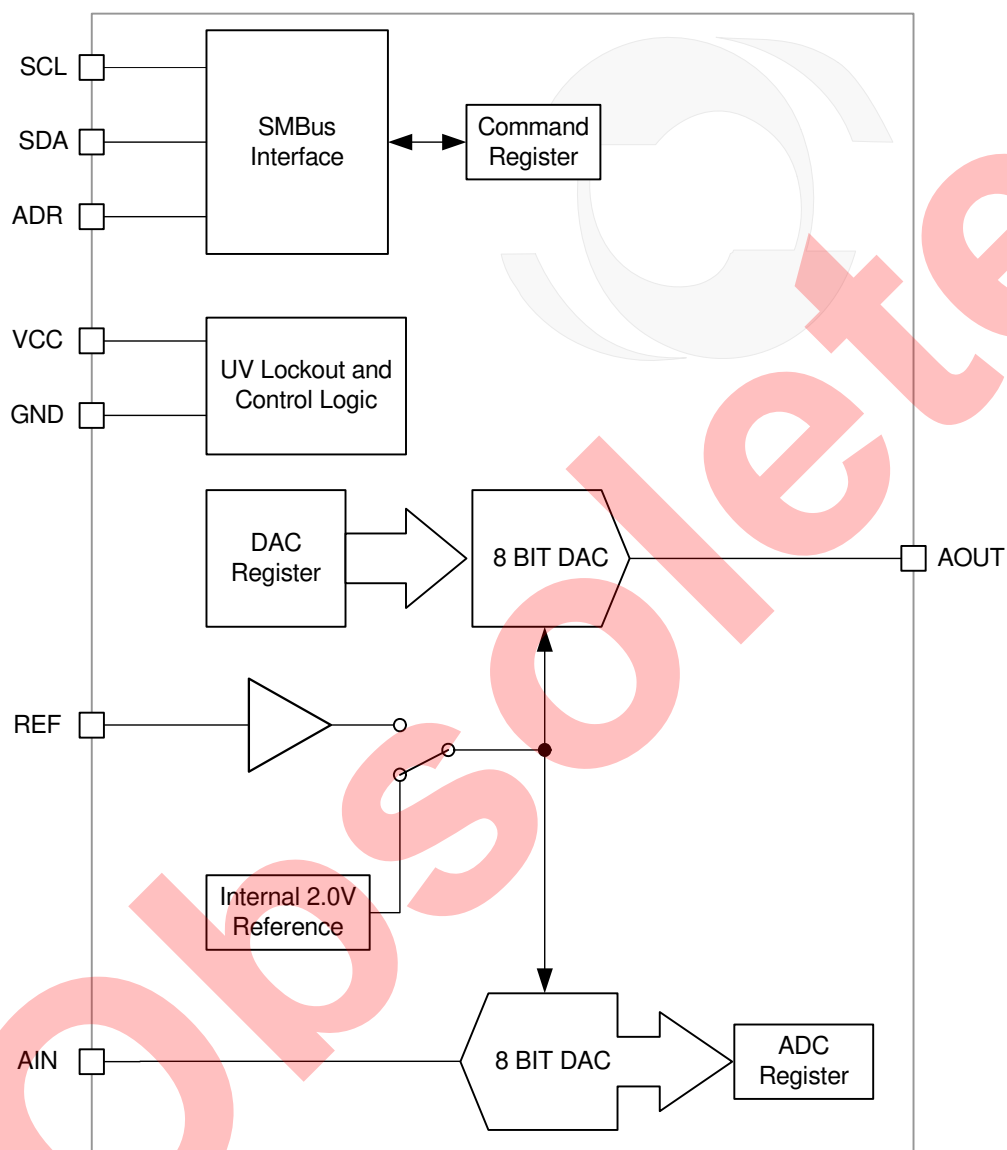 SCL
SDA
ADR
SMBus
Interface
Command
Register
VCC
GND
UV Lockout and
Control Logic
DAC
Register
8 BIT DAC
AOUT
REF
Internal 2.0V
Reference
AIN
8 BIT DAC
ADC
Register
Obsolete